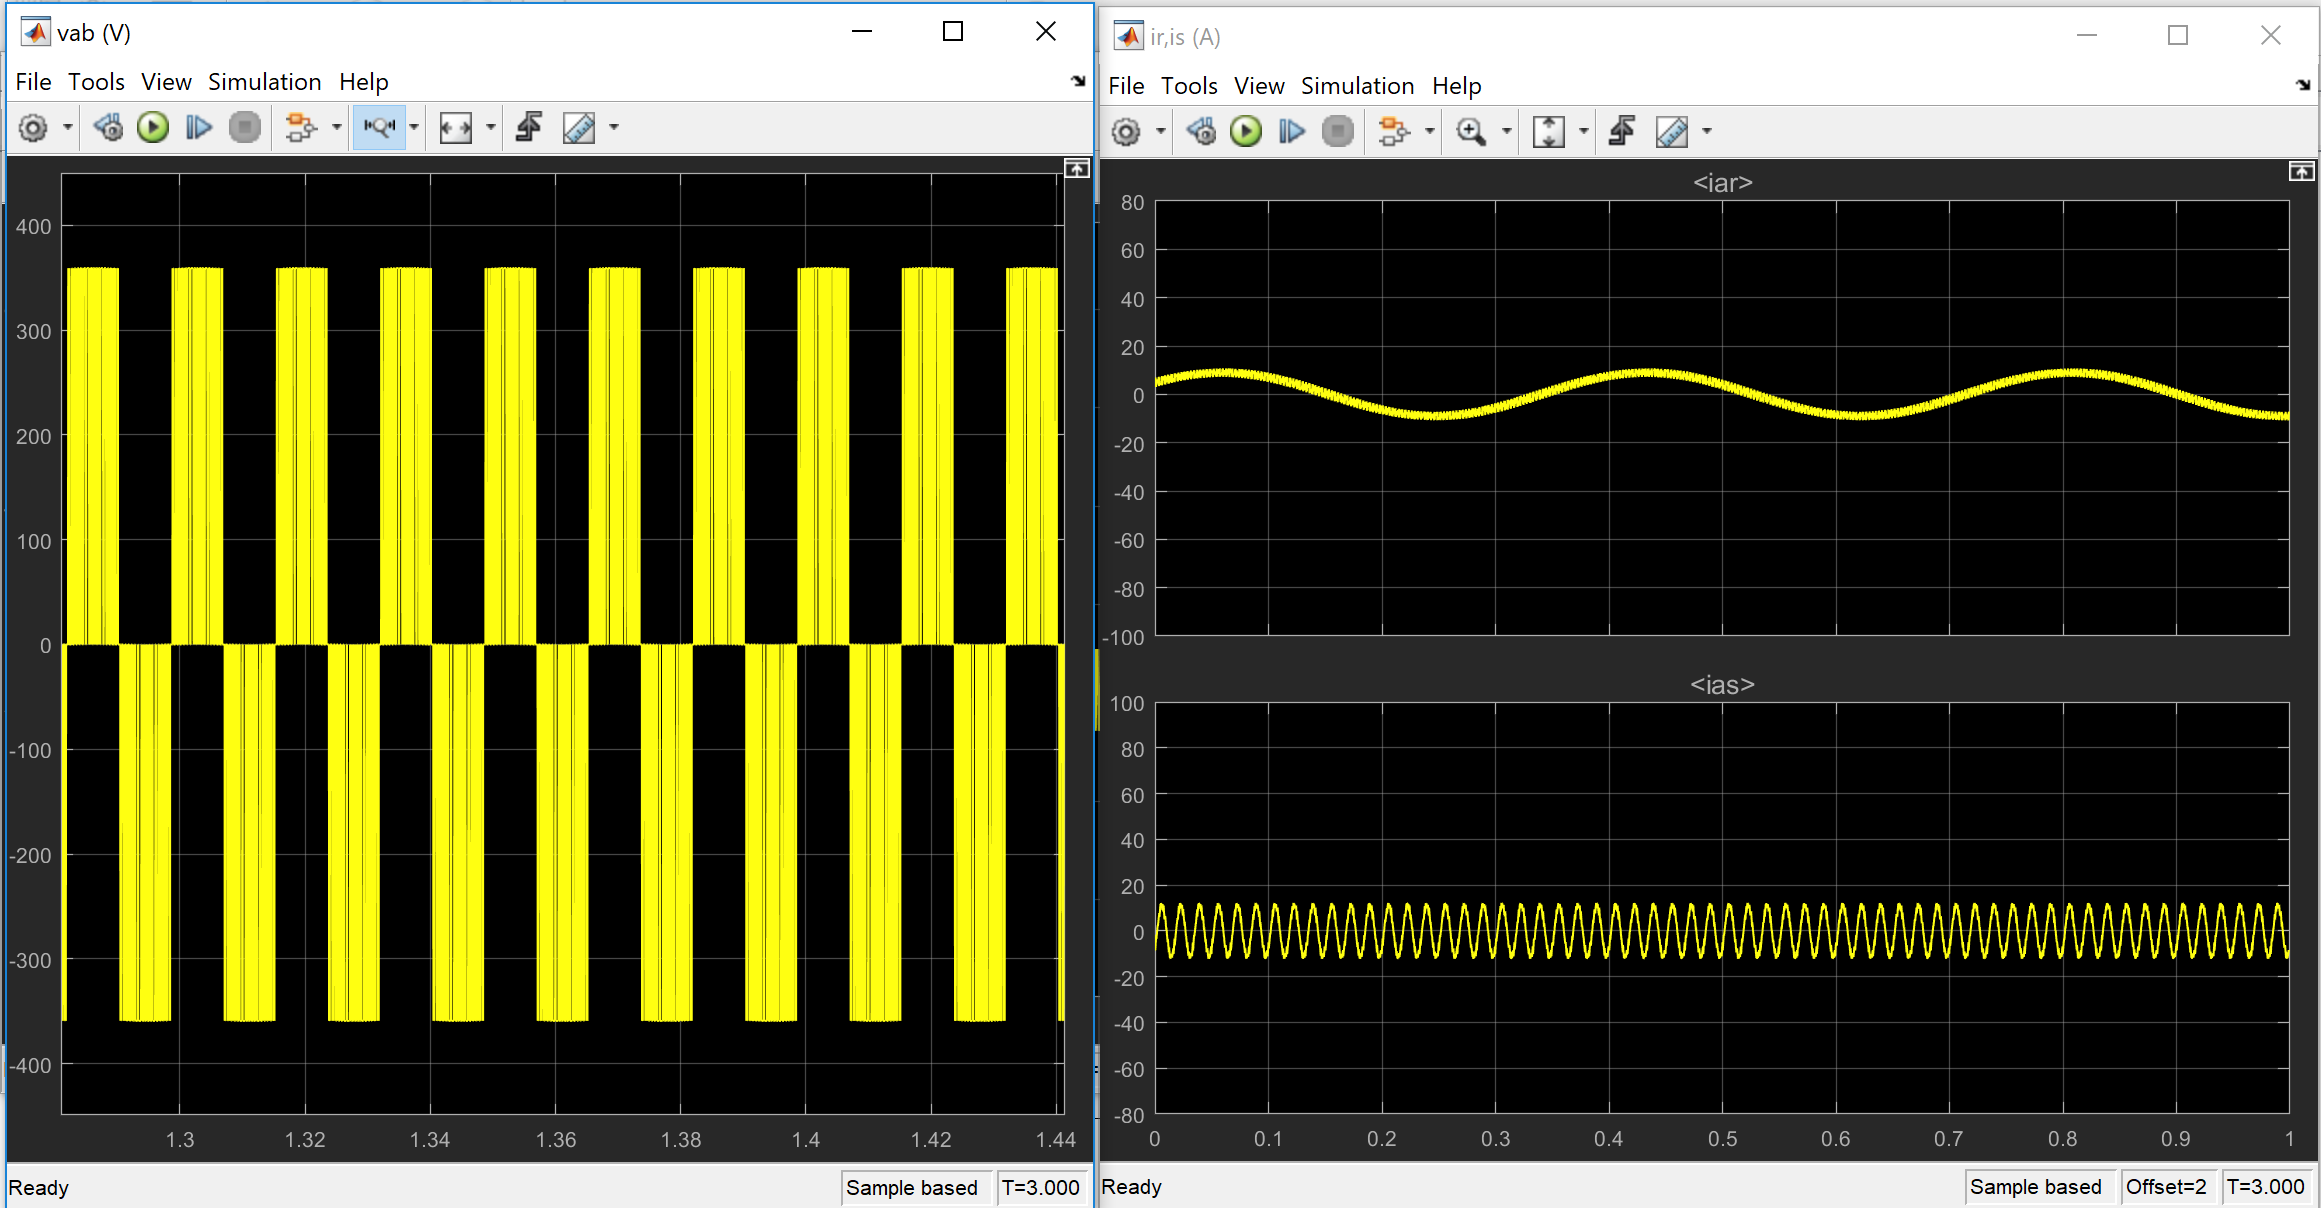 vab (V)
File Tools View Simulation Help
400
300
200
100
0
-100
-200
-300
-400
1.3 1.32 1.34 1.36 1.38 1.4 1.42 1.44
Ready Sample based T=3.000
ir,is (A)
File Tools View Simulation Help
<iar>
80
60
40
20
0
-20
-40
-60
-80
-100
<ias>
100
80
60
40
20
0
-20
-40
-60
-80
0 0.1 0.2 0.3 0.4 0.5 0.6 0.7 0.8 0.9 1
Ready Sample based Offset=2 T=3.000